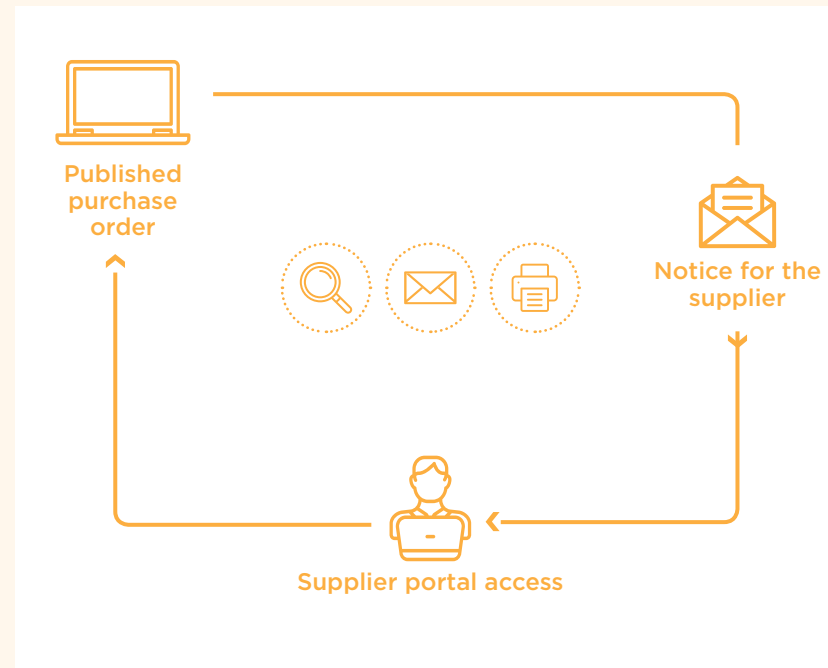 Published
purchase
order
Notice for the
supplier
Supplier portal access